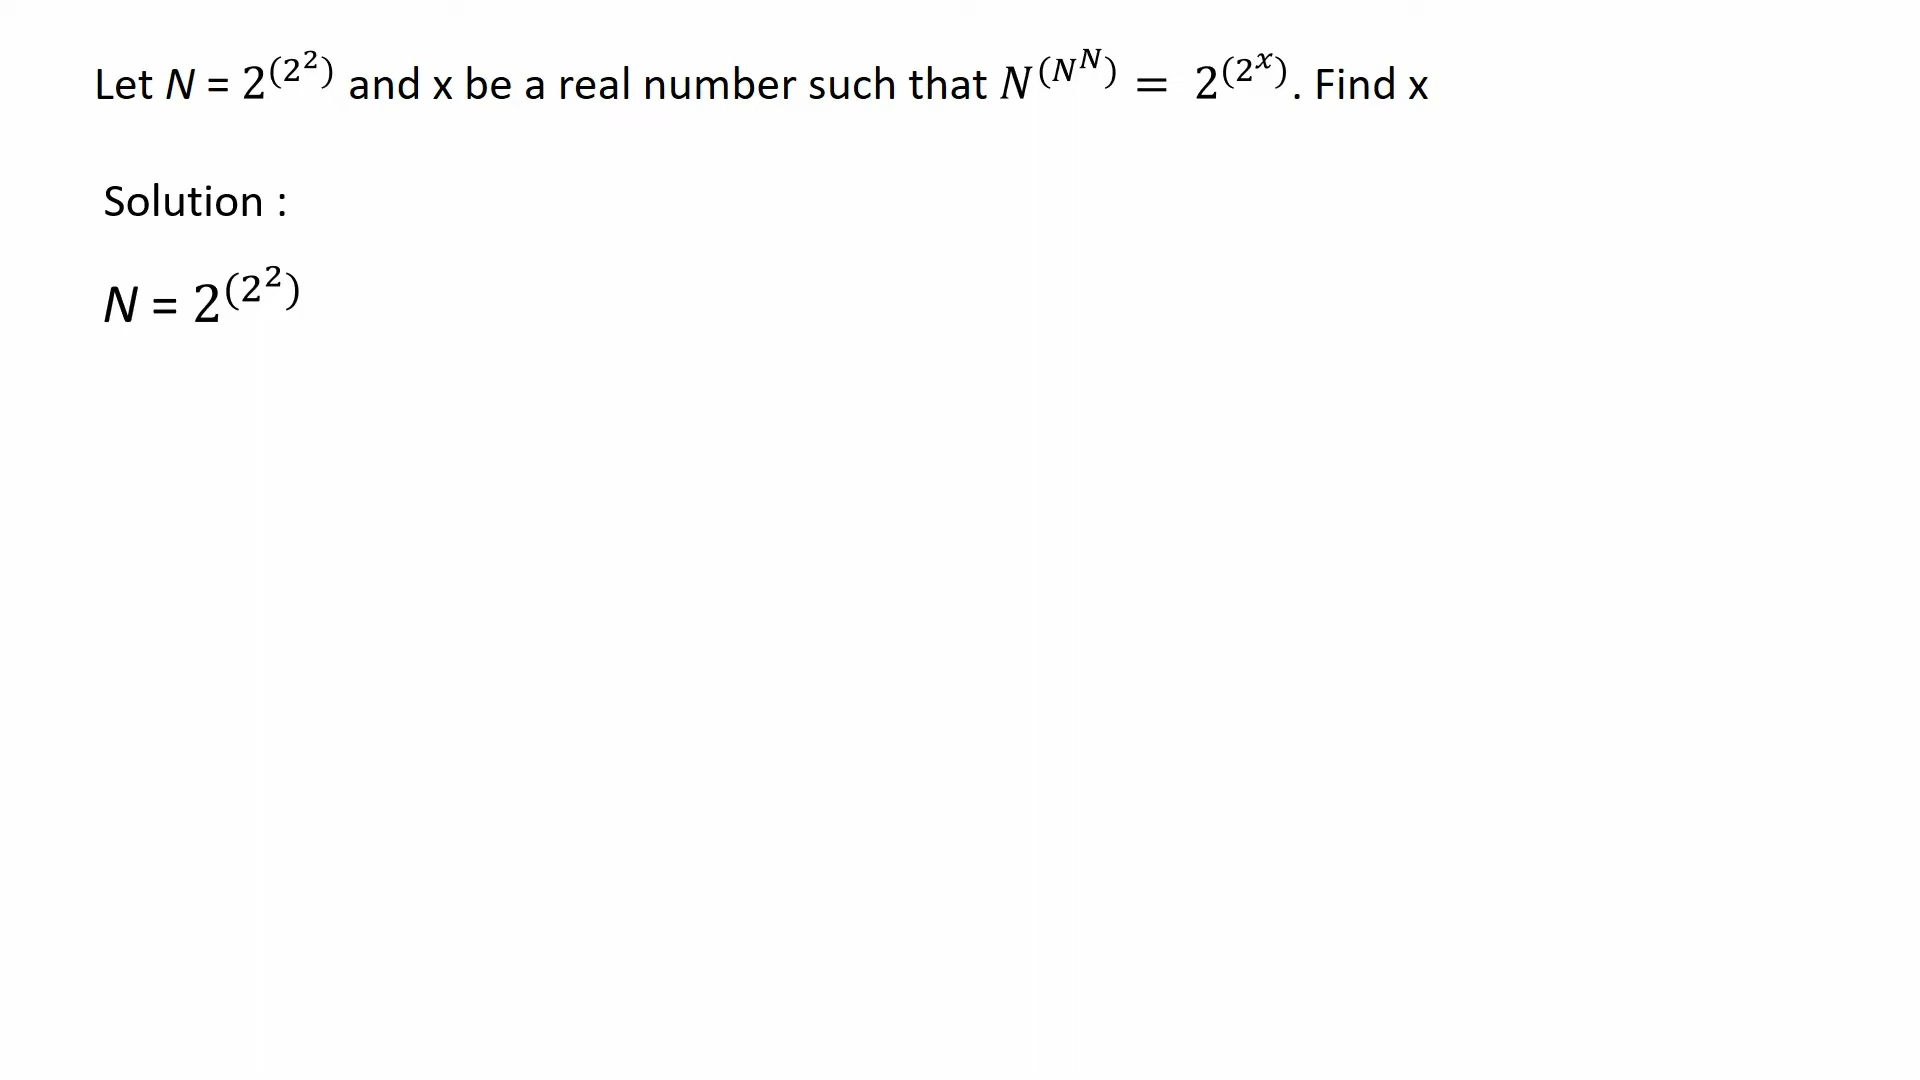 Let N = 2^(2^2) and x be a real number such that N^(N^N) = 2^(2^x). Find x
Solution :
N = 2^(2^2)